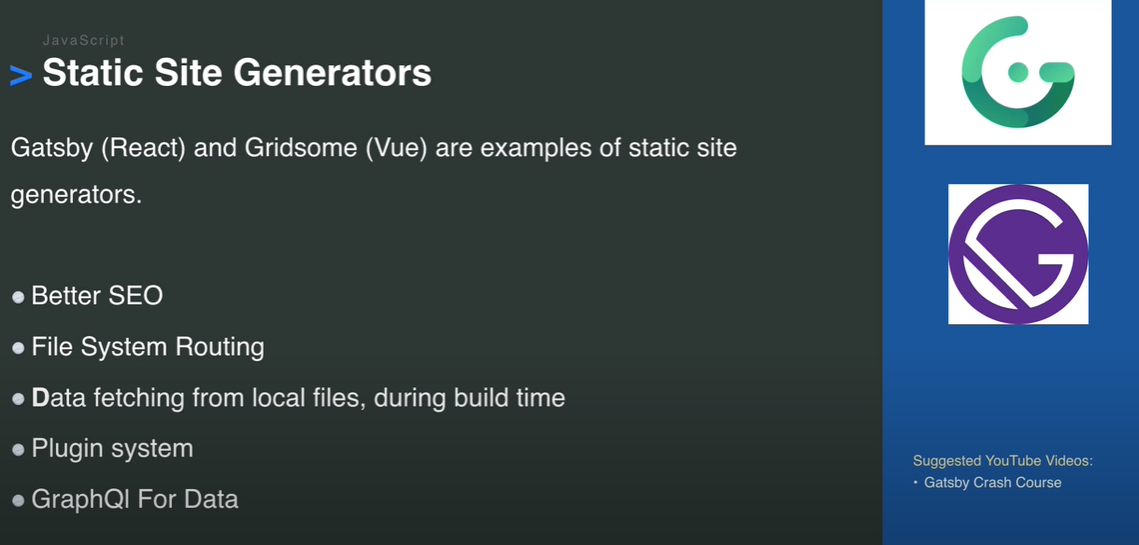 JavaScript
> Static Site Generators
Gatsby (React) and Gridsome (Vue) are examples of static site
generators.
Better SEO
File System Routing
Data fetching from local files, during build time
Plugin system
GraphQl For Data
Suggested YouTube Videos:
• Gatsby Crash Course